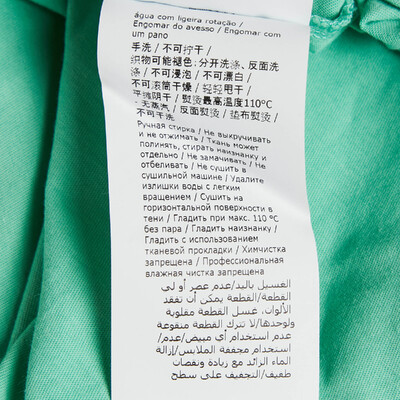 água com ligeira rotação/
Engomar do avesso / Engomar com
um pano
手洗 / 不可拧干 /
织物可能褪色: 分开洗涤、反面洗
涤 / 不可浸泡 / 不可漂白 /
不可滚筒干燥 / 轻轻甩干 /
平摊阴干 / 熨烫最高温度110ºC
- 无蒸汽 / 反面熨烫 / 垫布熨烫 /
不可干洗
Ручная стирка / Не выкручивать
и не отжимать / Ткань может
полинять, стирать наизнанку и
отдельно / Не замачивать / Не
отбеливать / Не сушить в
сушильной машине / Удалите
излишки воды с легким
вращением / Сушить на
горизонтальной поверхности в
тени / Гладить при макс. 110 ºC
без пара / Гладить наизнанку /
Гладить с использованием
тканевой прокладки / Химчистка
запрещена / Профессиональная
влажная чистка запрещена
الغسيل باليد/عدم عصر أو لي
القطعة/القطعة يمكن أن تفقد
الألوان، غسل القطعة مقلوبة
ولوحدها/لا تترك القطعة منقوعة
/عدم استخدام أي مبيض/عدم
استخدام مجففة الملابس/إزالة
الماء الزائد مع زيادة ونقصات
طفيف/التجفيف على سطح